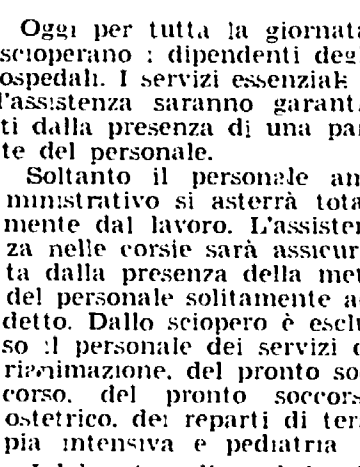 Oggi per tutta la giornata
scioperano i dipendenti deg
ospedali. I servizi essenziali
l'assistenza saranno garant
ti dalla presenza di una par
te del personale.
Soltanto il personale am
ministrativo si asterrà tota
mente dal lavoro. L'assisten
za nelle corsie sarà assicur
ta dalla presenza della met
del personale solitamente a
detto. Dallo sciopero è esclu
so il personale dei servizi d
rianimazione, del pronto so
corso, del pronto soccors
ostetrico, dei reparti di ter
pia intensiva e pediatria